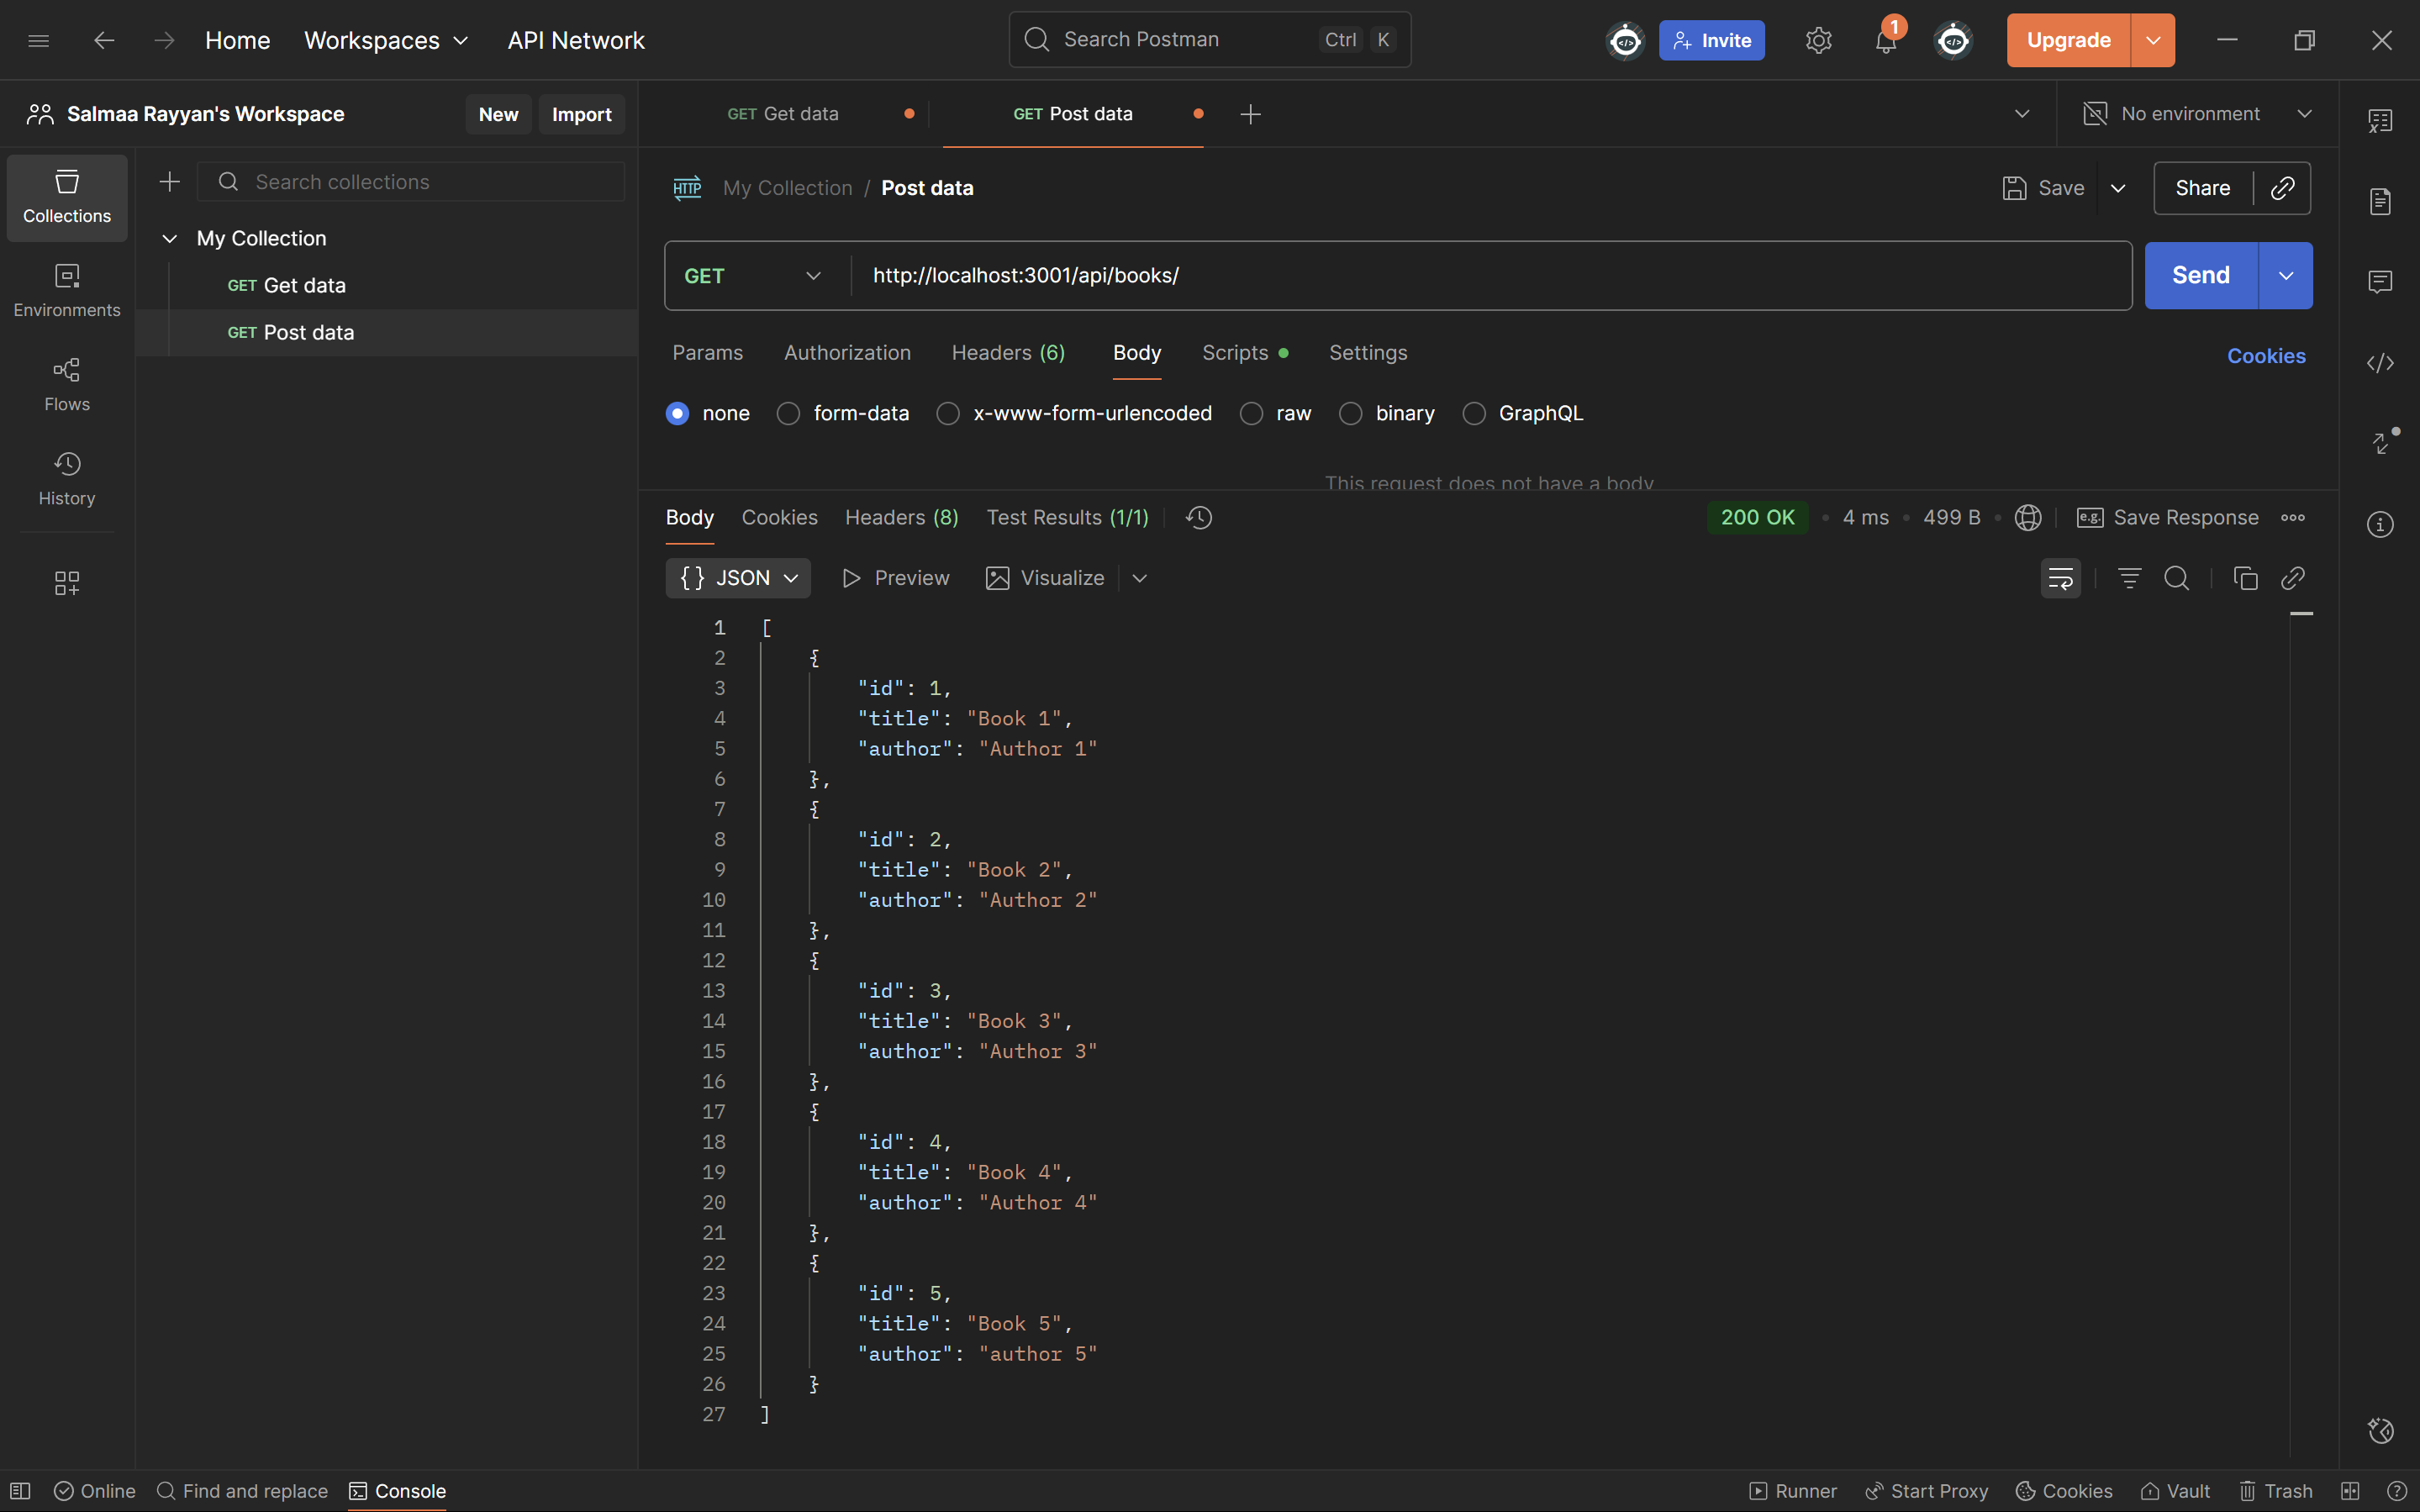 Home Workspaces API Network Search Postman Ctrl K Invite 1 Upgrade
Salmaa Rayyan's Workspace New Import GET Get data GET Post data No environment
Collections
Environments
Flows
History
Search collections
My Collection
GET Get data
GET Post data
HTTP My Collection / Post data Save Share
GET http://localhost:3001/api/books/ Send
Params Authorization Headers (6) Body Scripts Settings Cookies
none form-data x-www-form-urlencoded raw binary GraphQL
This request does not have a body
Body Cookies Headers (8) Test Results (1/1) 200 OK • 4 ms • 499 B • e.g. Save Response
{} JSON Preview Visualize
1 [
2 {
3 "id": 1,
4 "title": "Book 1",
5 "author": "Author 1"
6 },
7 {
8 "id": 2,
9 "title": "Book 2",
10 "author": "Author 2"
11 },
12 {
13 "id": 3,
14 "title": "Book 3",
15 "author": "Author 3"
16 },
17 {
18 "id": 4,
19 "title": "Book 4",
20 "author": "Author 4"
21 },
22 {
23 "id": 5,
24 "title": "Book 5",
25 "author": "author 5"
26 }
27 ]
Online Find and replace Console Runner Start Proxy Cookies Vault Trash